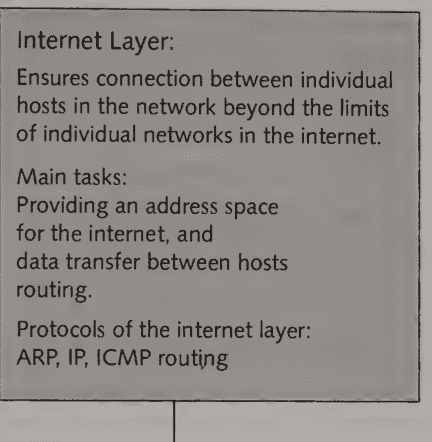 Internet Layer:
Ensures connection between individual
hosts in the network beyond the limits
of individual networks in the internet.
Main tasks:
Providing an address space
for the internet, and
data transfer between hosts
routing.
Protocols of the internet layer:
ARP, IP, ICMP routing